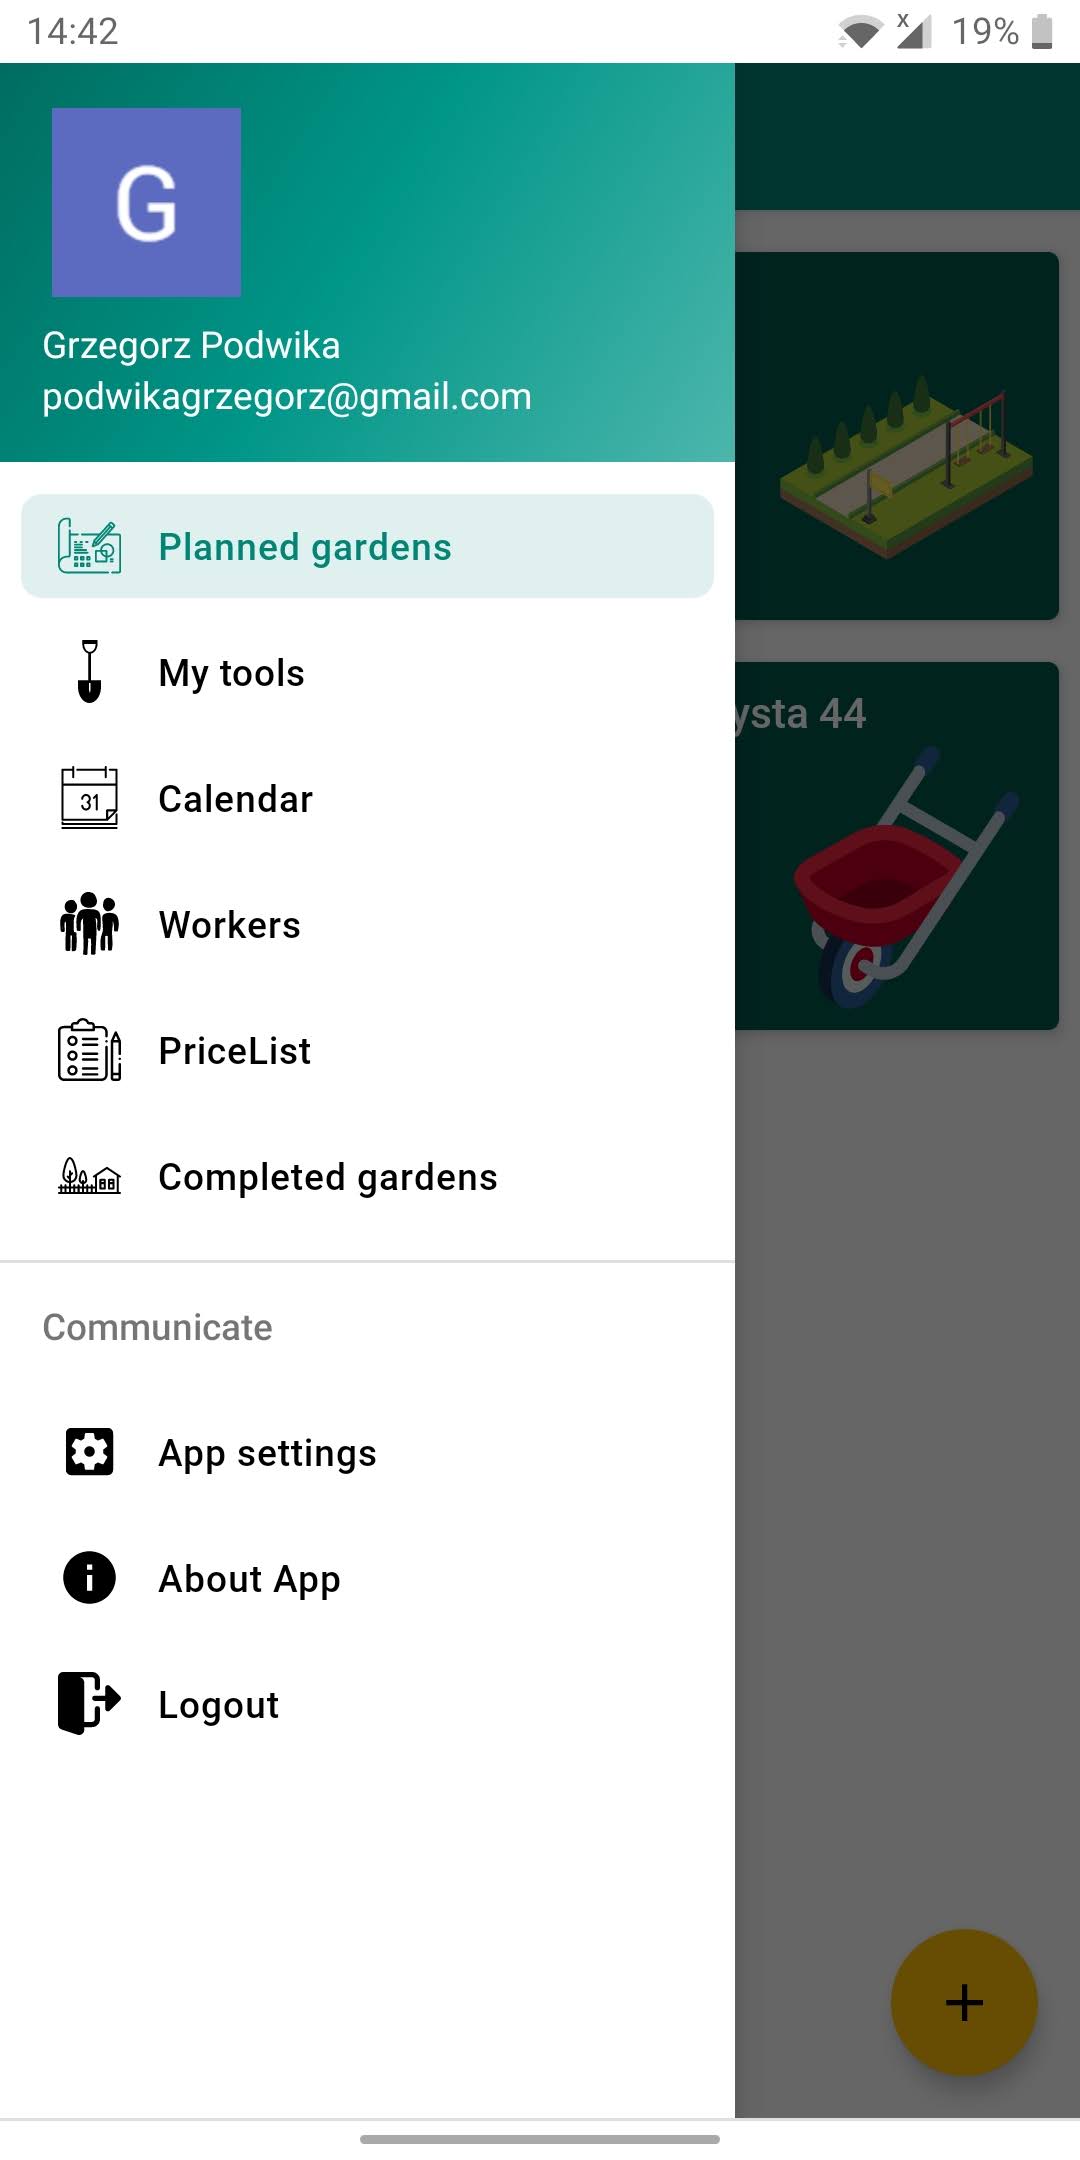 14:42
x
19%
G
Grzegorz Podwika
podwikagrzegorz@gmail.com
Planned gardens
My tools
31
Calendar
Workers
PriceList
Completed gardens
ysta 44
Communicate
App settings
About App
Logout